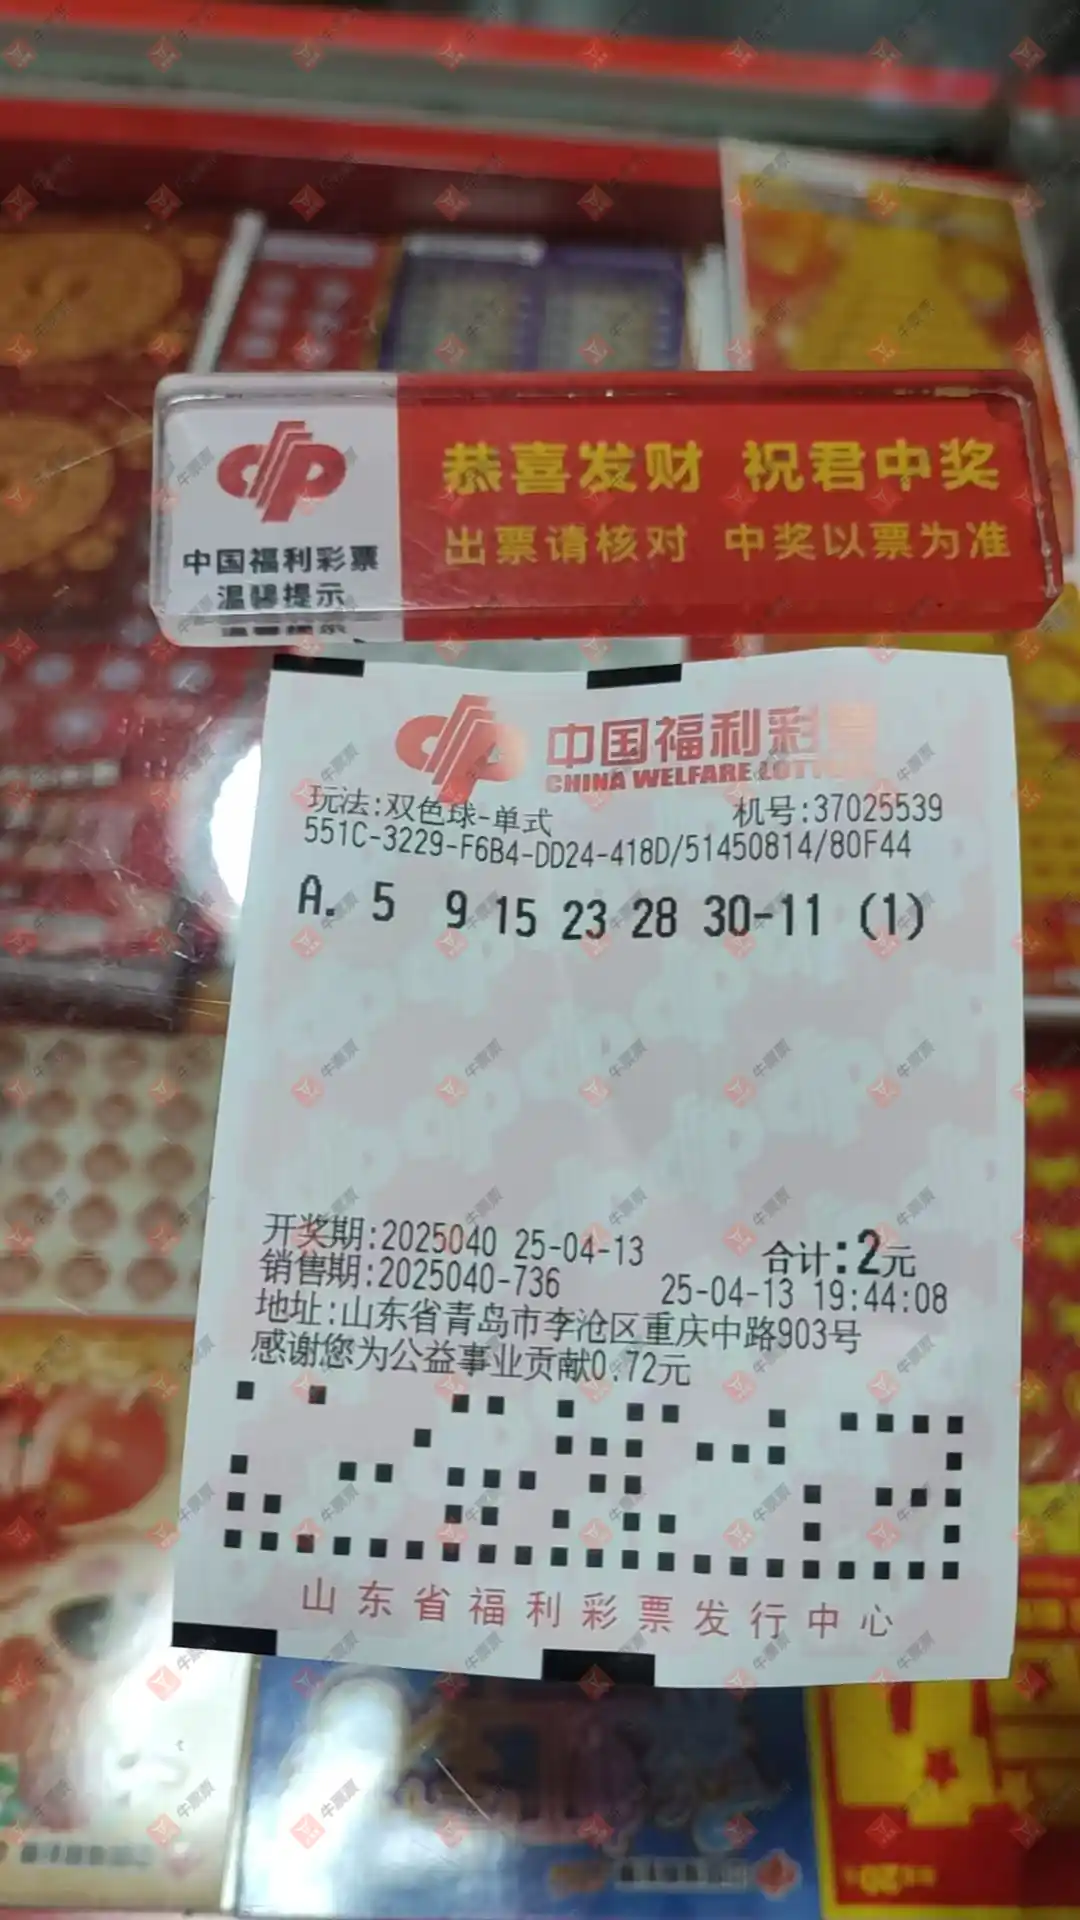 恭喜发财 祝君中奖
出票请核对 中奖以票为准
中国福利彩票
温馨提示
中国福利彩票
CHINA WELFARE LOTTERY
玩法:双色球-单式 机号:37025539
551C-3229-F6B4-DD24-418D/51450814/80F44
A. 5 9 15 23 28 30-11 (1)
开奖期:2025040 25-04-13 合计:2元
销售期:2025040-736 25-04-13 19:44:08
地址:山东省青岛市李沧区重庆中路903号
感谢您为公益事业贡献0.72元
山东省福利彩票发行中心
牛票票